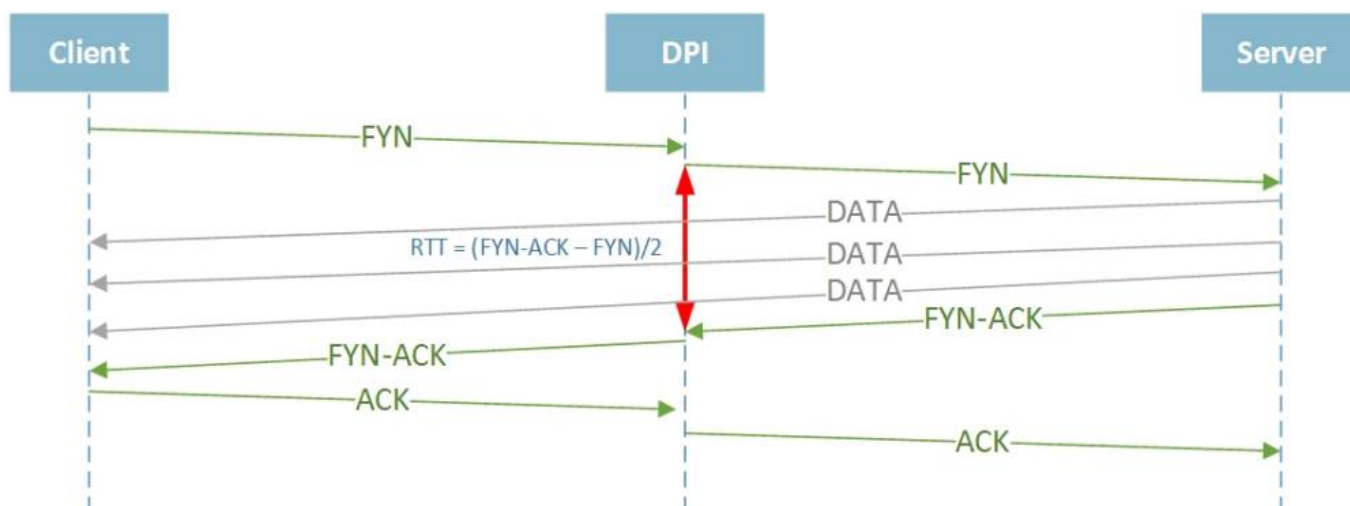 Client
DPI
Server
FYN
FYN
DATA
RTT = (FYN-ACK – FYN)/2
DATA
DATA
FYN-ACK
FYN-ACK
ACK
ACK